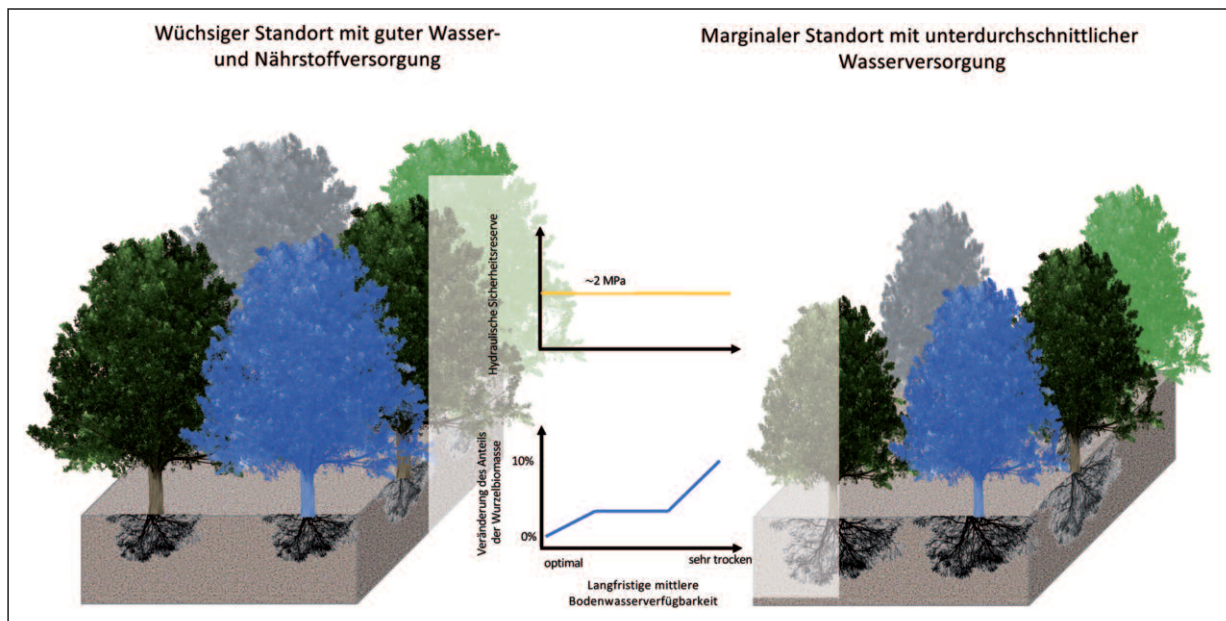 Wüchsiger Standort mit guter Wasser-
und Nährstoffversorgung
Marginaler Standort mit unterdurchschnittlicher
Wasserversorgung
Hydraulische Sicherheitsreserve
~2 MPa
Veränderung des Anteils
der Wurzelbiomasse
10%
0%
optimal
sehr trocken
Langfristige mittlere
Bodenwasserverfügbarkeit